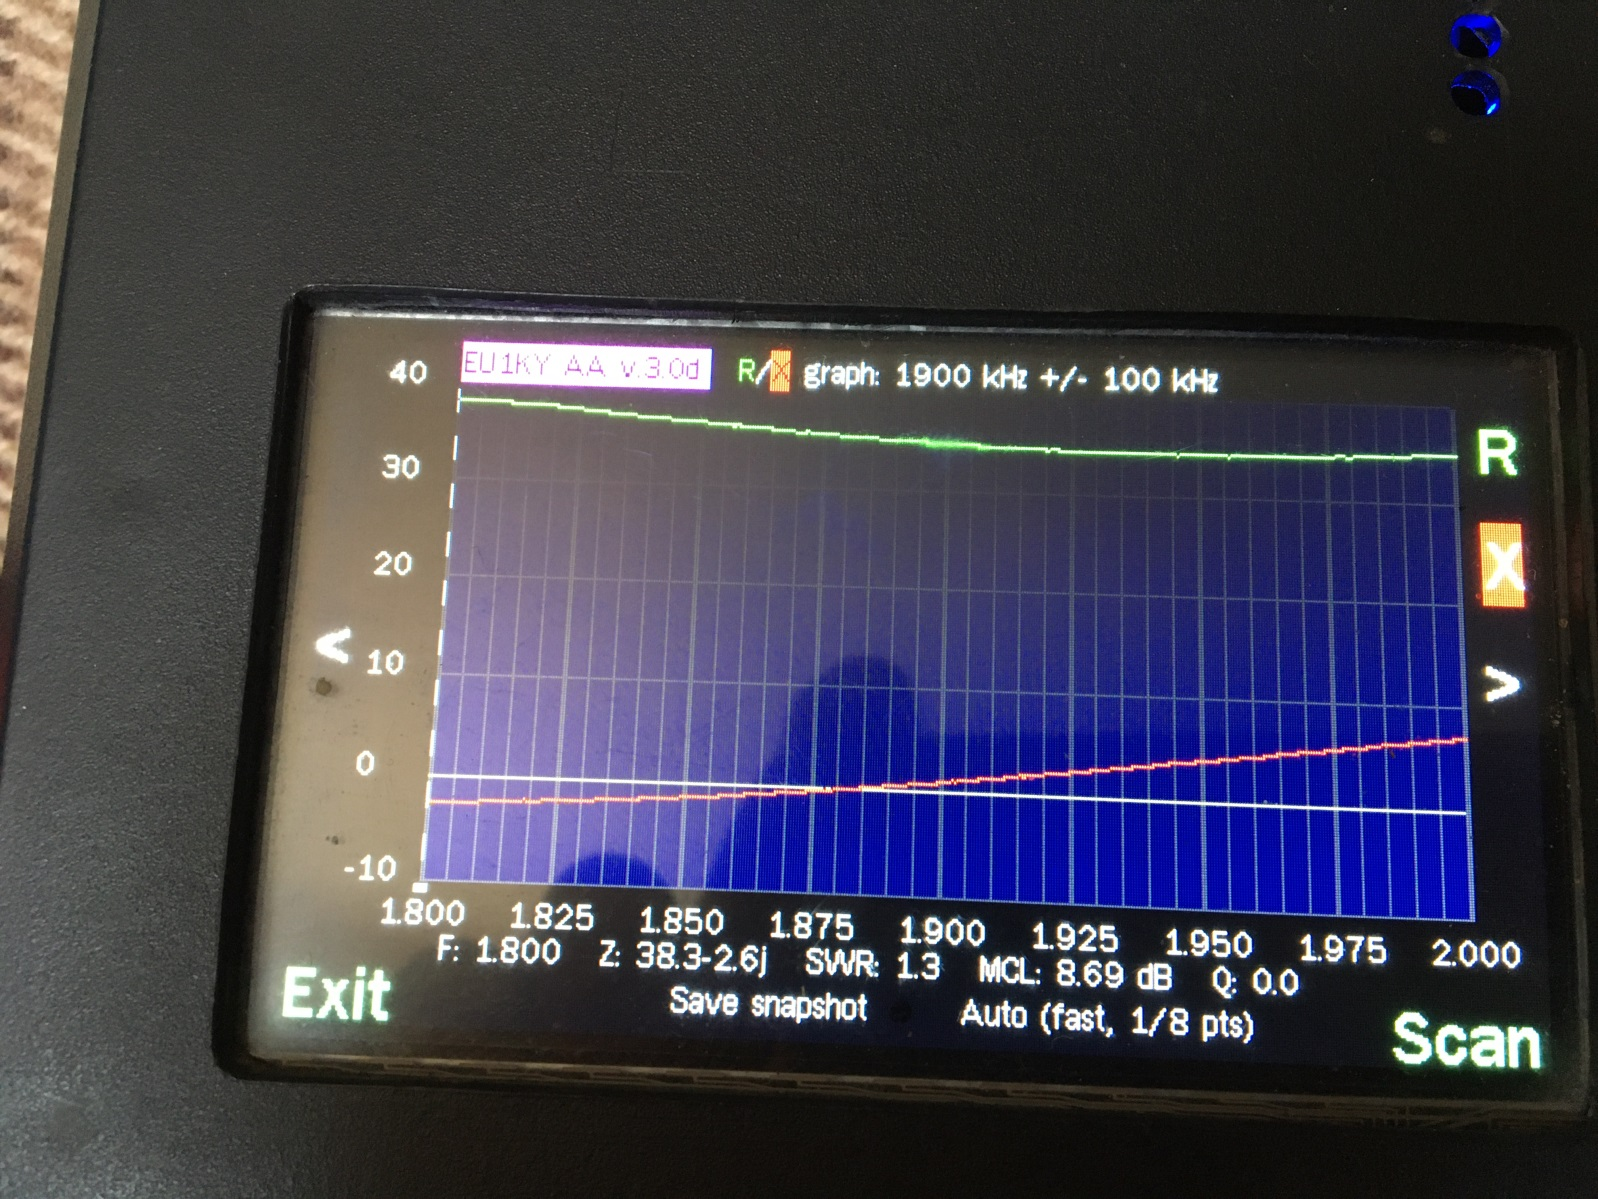 EU1KY AA v.3.0d R/X graph: 1900 kHz +/- 100 kHz
40
30
20
10
0
-10
R
X
<
>
1.800 1.825 1.850 1.875 1.900 1.925 1.950 1.975 2.000
F: 1.800 Z: 38.3-2.6j SWR: 1.3 MCL: 8.69 dB Q: 0.0
Exit Save snapshot Auto (fast, 1/8 pts) Scan